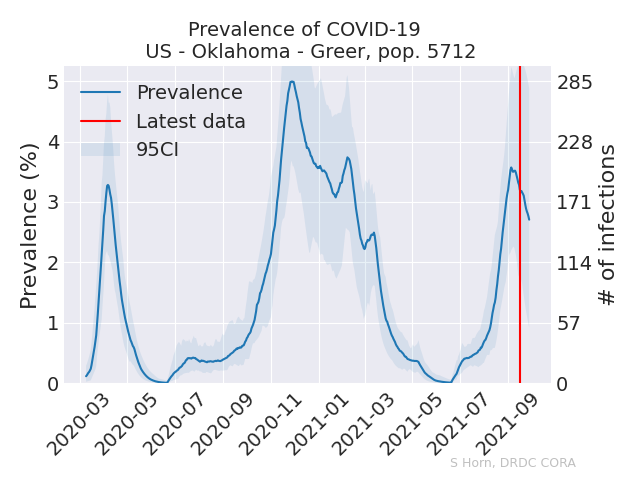 Prevalence of COVID-19
US - Oklahoma - Greer, pop. 5712
Prevalence
Latest data
95CI
Prevalence (%)
5
4
3
2
1
0
# of infections
285
228
171
114
57
0
2020-03
2020-05
2020-07
2020-09
2020-11
2021-01
2021-03
2021-05
2021-07
2021-09
S Horn, DRDC CORA